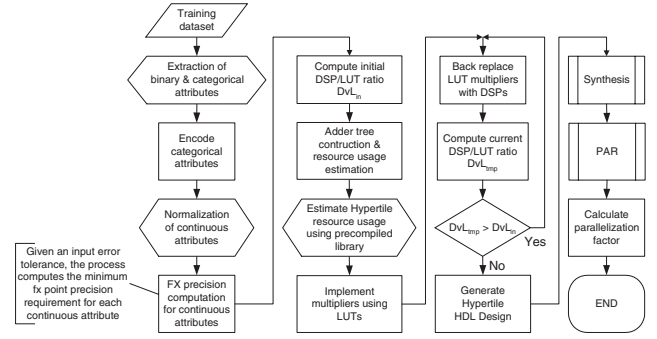 Training
dataset
Extraction of
binary & categorical
attributes
Encode
categorical
attributes
Normalization
of continuous
attributes
Given an input error
tolerance, the process
computes the minimum
fx point precision
requirement for each
continuous attribute
FX precision
computation
for continuous
attributes
Compute initial
DSP/LUT ratio
DvLin
Adder tree
contruction &
resource usage
estimation
Estimate Hypertile
resource usage
using precompiled
library
Implement
multipliers using
LUTs
Back replace
LUT multipliers
with DSPs
Compute current
DSP/LUT ratio
DvLtmp
DvLtmp > DvLin
Yes
No
Generate
Hypertile
HDL Design
Synthesis
PAR
Calculate
parallelization
factor
END